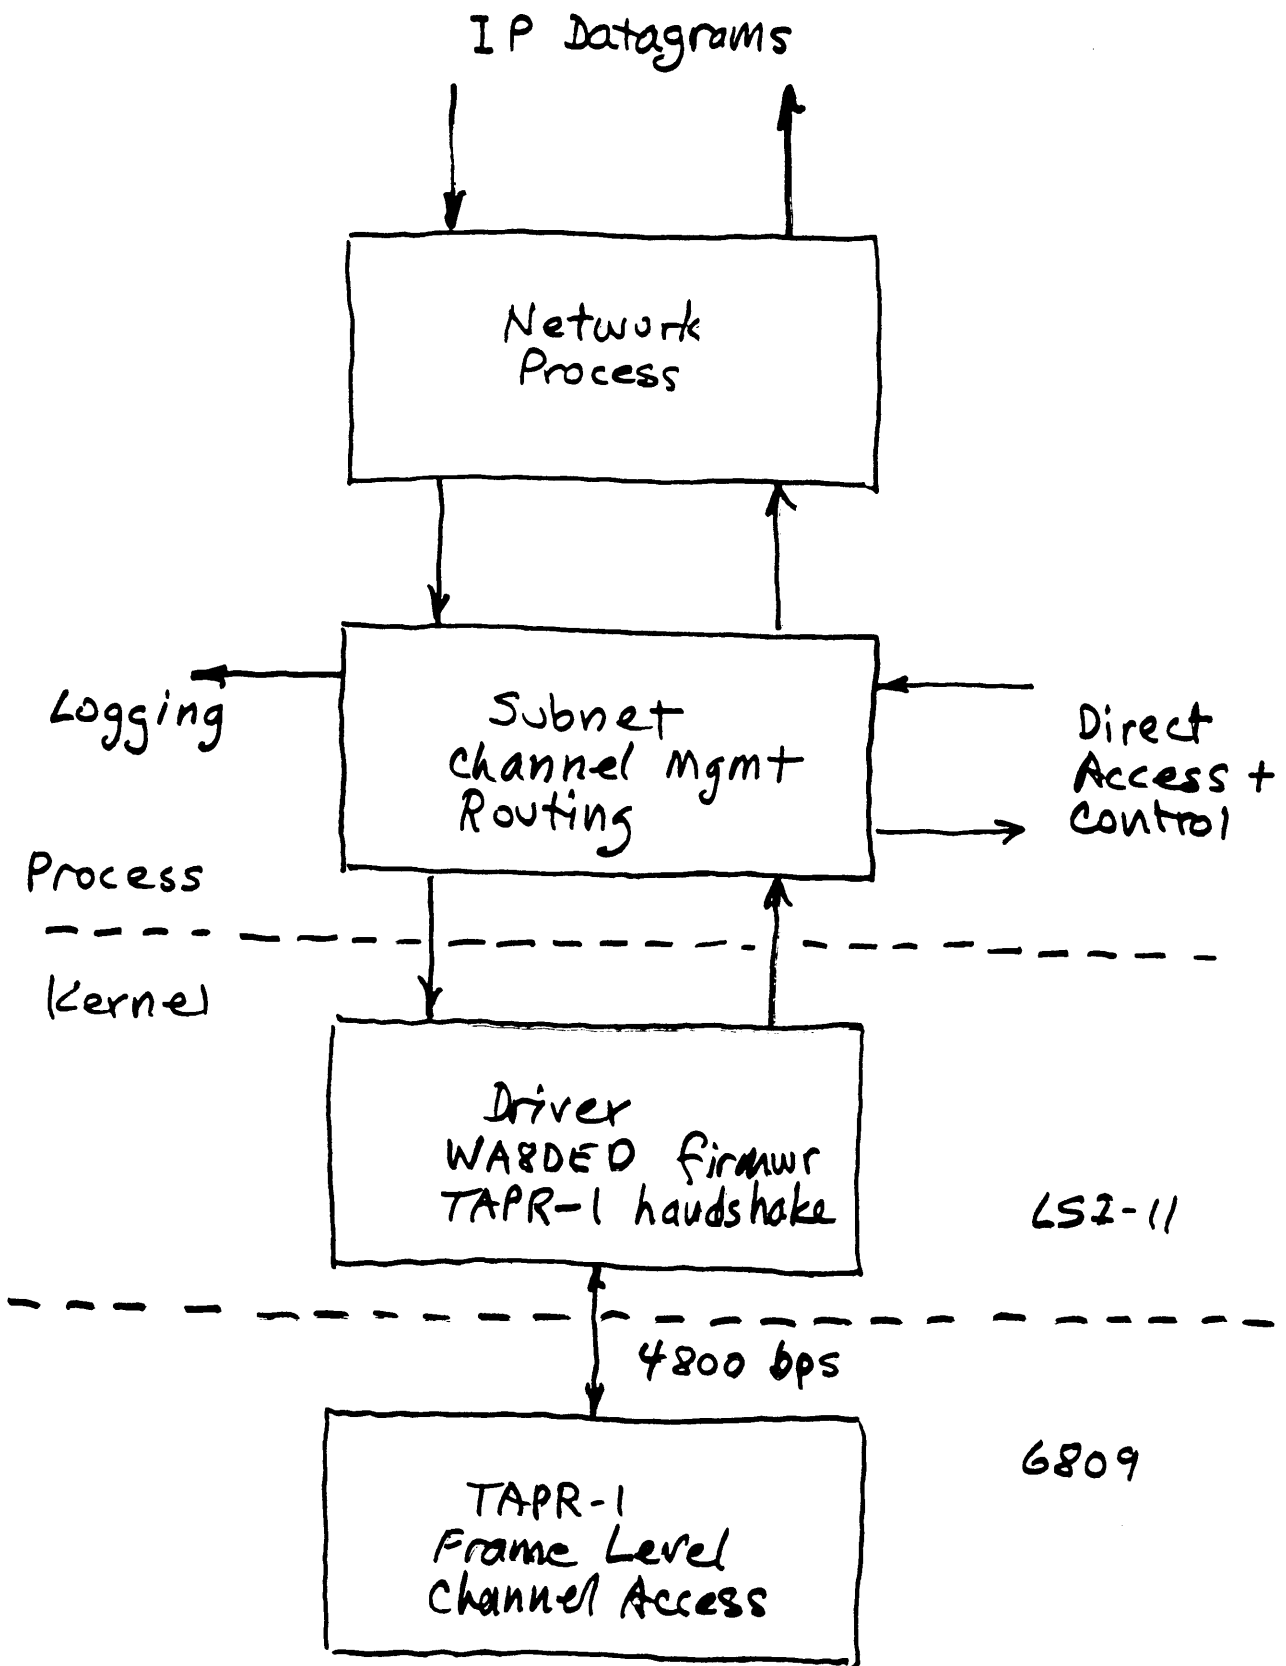 IP Datagrams
Network
Process
Logging
Subnet
Channel Mgmt
Routing
Direct
Access +
Control
Process
Kernel
Driver
WA8DED firmwr
TAPR-1 handshake
LSI-11
4800 bps
6809
TAPR-1
Frame Level
Channel Access